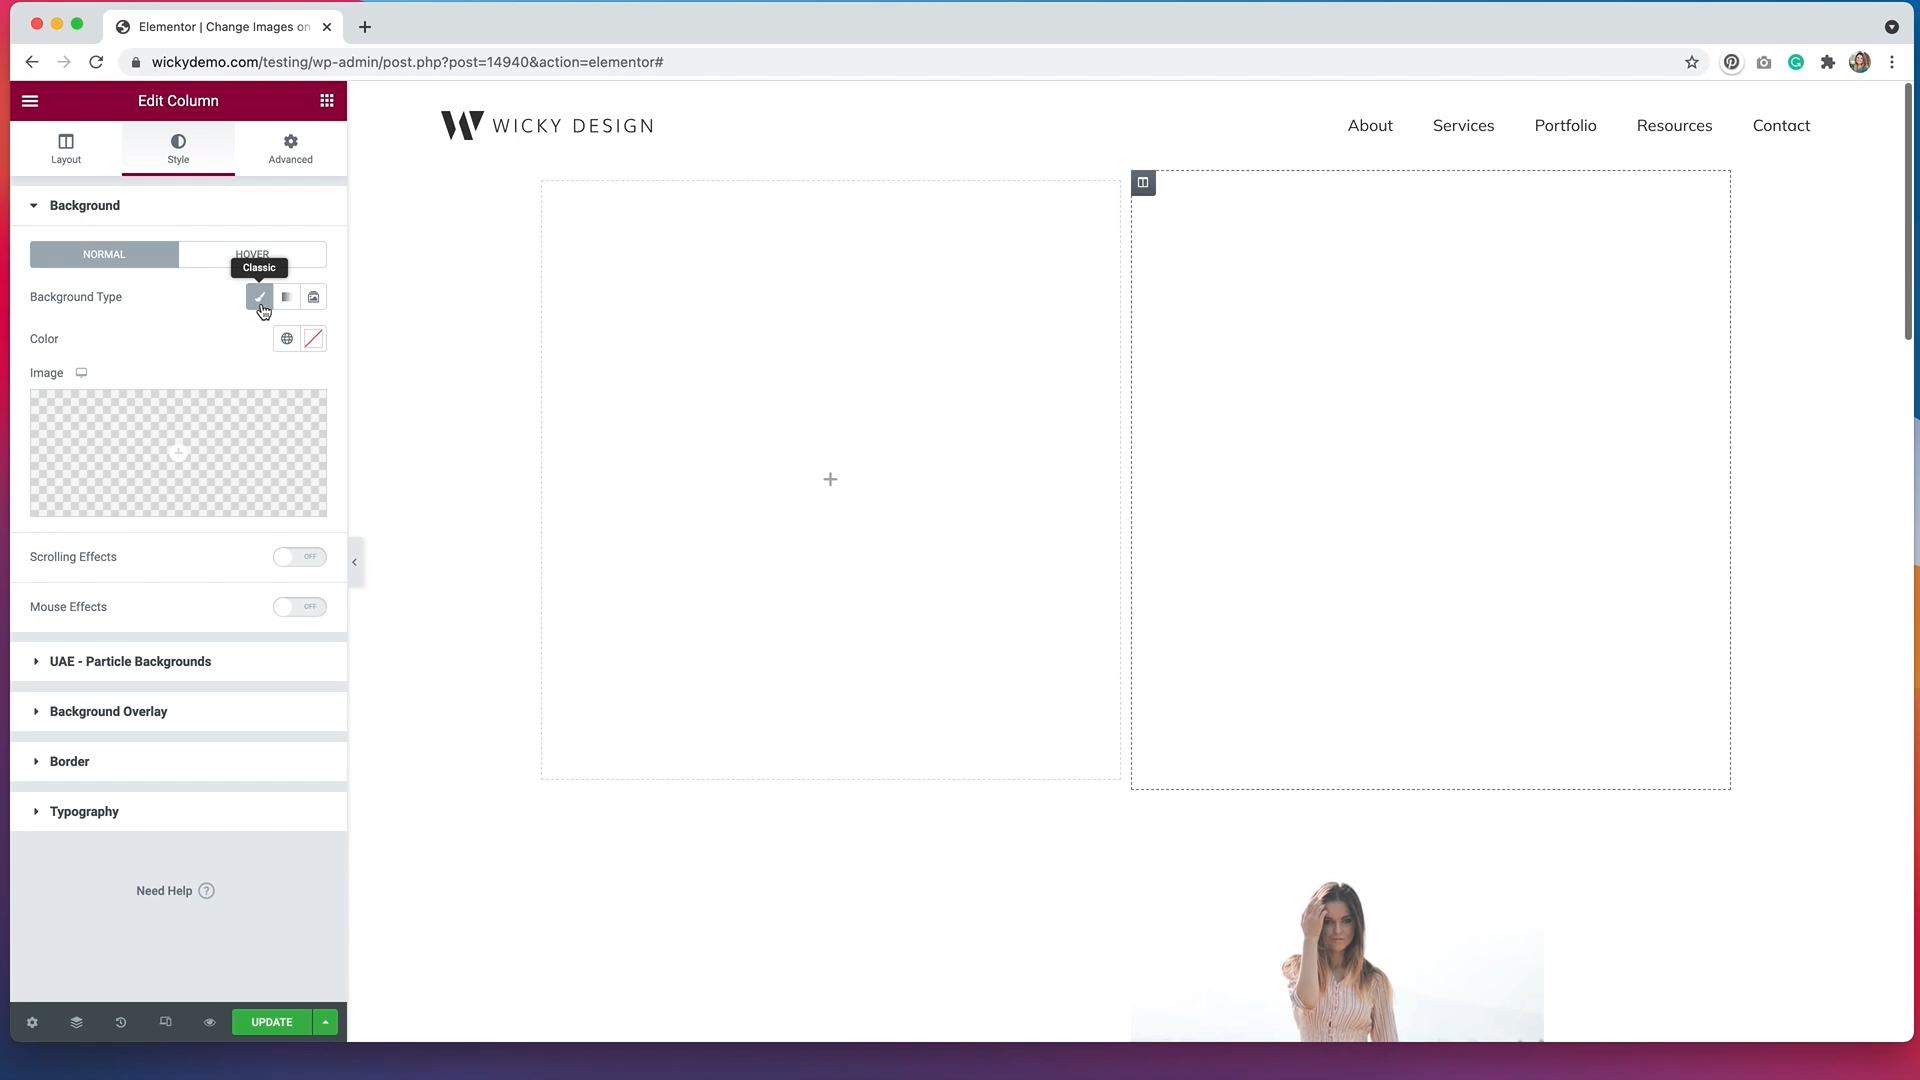 Elementor | Change Images on
wickydemo.com/testing/wp-admin/post.php?post=14940&action=elementor#
Edit Column
Layout
Style
Advanced
Background
NORMAL
HOVER
Classic
Background Type
Color
Image
Scrolling Effects
OFF
Mouse Effects
OFF
UAE - Particle Backgrounds
Background Overlay
Border
Typography
Need Help ?
UPDATE
W WICKY DESIGN
About Services Portfolio Resources Contact